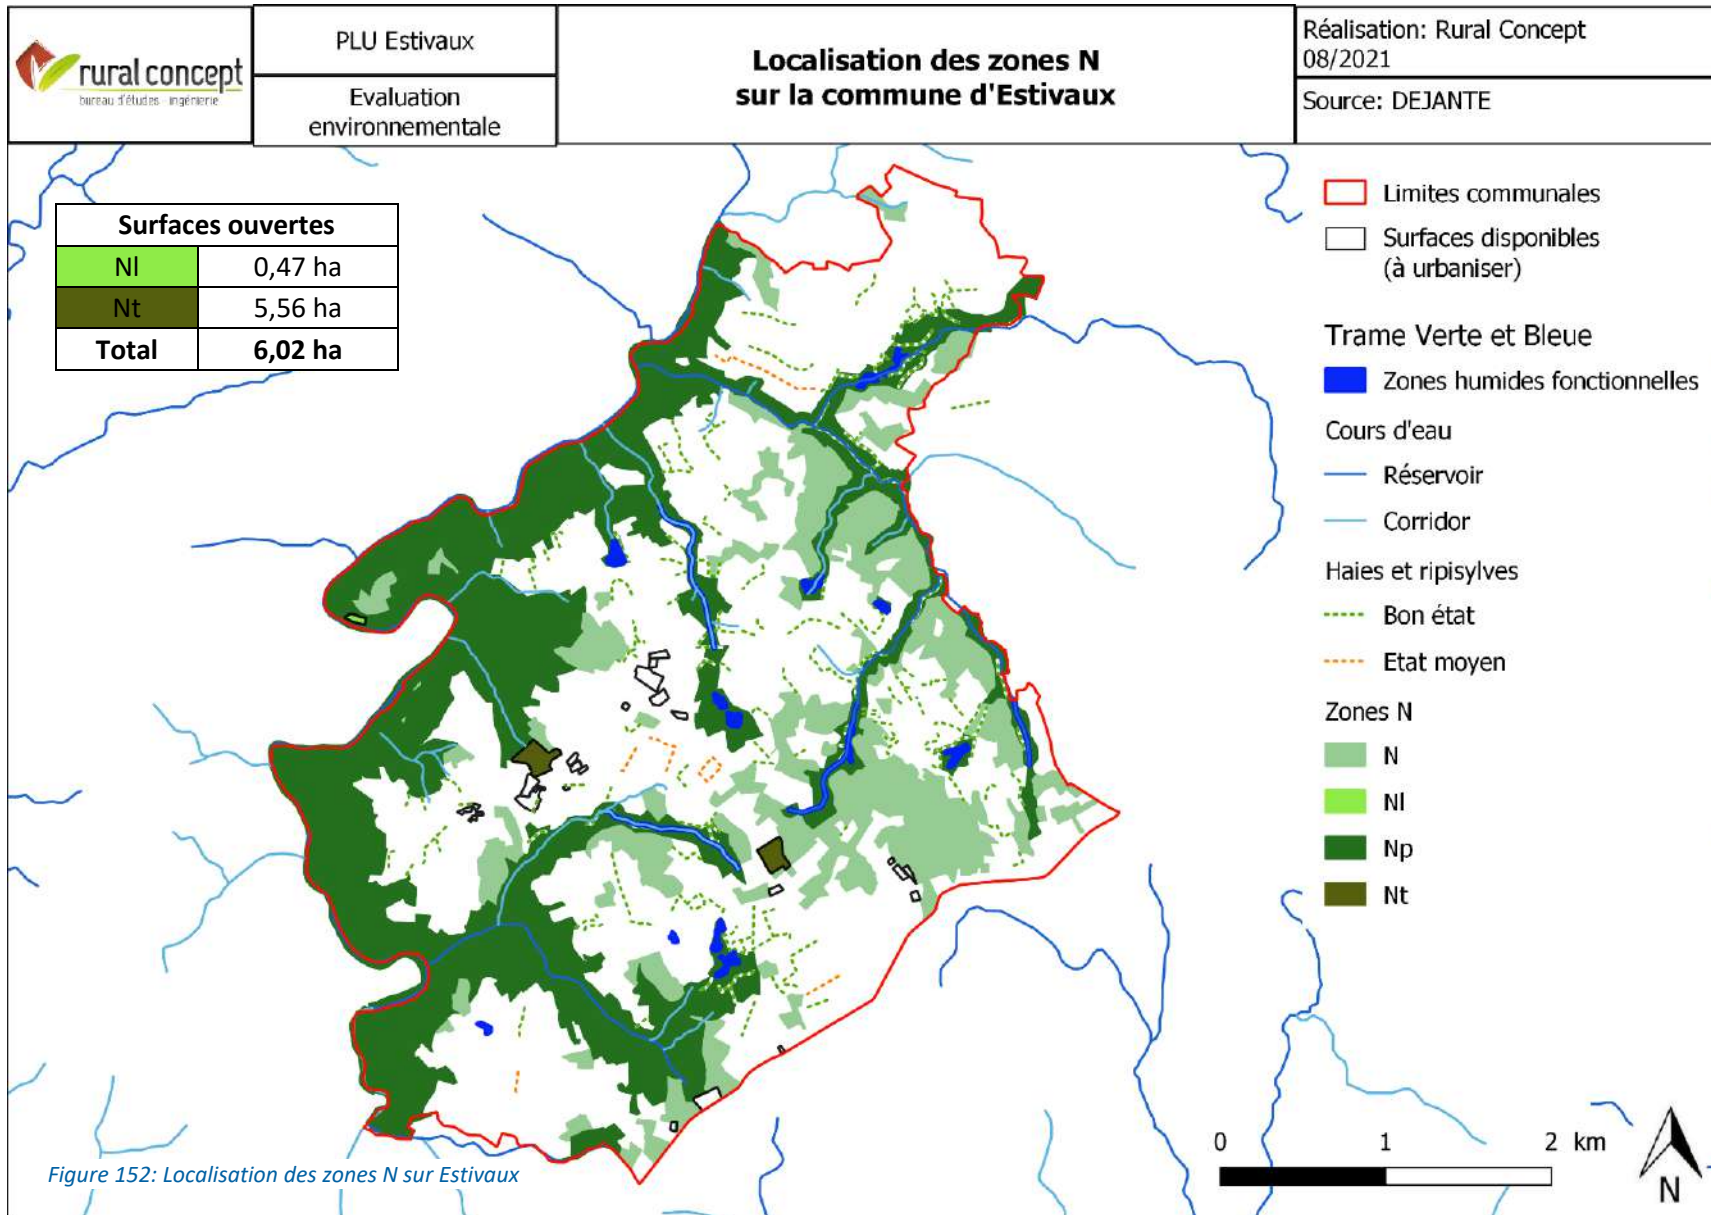 rural concept
bureau d'études - ingénierie
PLU Estivaux
Evaluation
environnementale
Localisation des zones N
sur la commune d'Estivaux
Réalisation: Rural Concept
08/2021
Source: DEJANTE
Surfaces ouvertes
Nl 0,47 ha
Nt 5,56 ha
Total 6,02 ha
Limites communales
Surfaces disponibles
(à urbaniser)
Trame Verte et Bleue
Zones humides fonctionnelles
Cours d'eau
Réservoir
Corridor
Haies et ripisylves
Bon état
Etat moyen
Zones N
N
Nl
Np
Nt
0 1 2 km
N
Figure 152: Localisation des zones N sur Estivaux